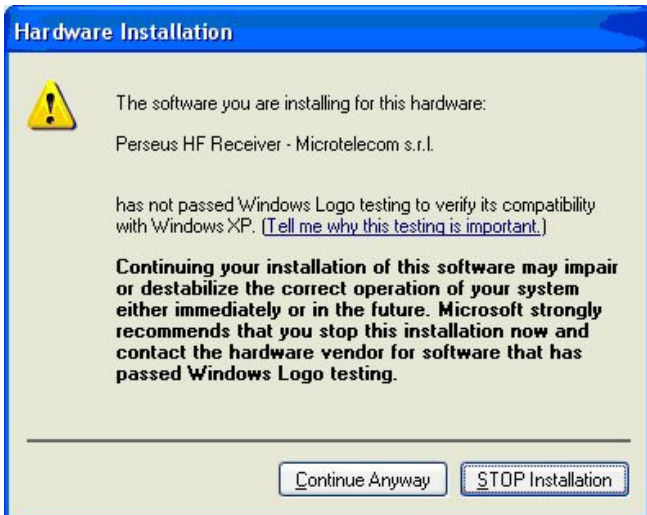 Hardware Installation
The software you are installing for this hardware:
Perseus HF Receiver - Microtelecom s.r.l.
has not passed Windows Logo testing to verify its compatibility
with Windows XP. (Tell me why this testing is important.)
Continuing your installation of this software may impair
or destabilize the correct operation of your system
either immediately or in the future. Microsoft strongly
recommends that you stop this installation now and
contact the hardware vendor for software that has
passed Windows Logo testing.
Continue Anyway
STOP Installation